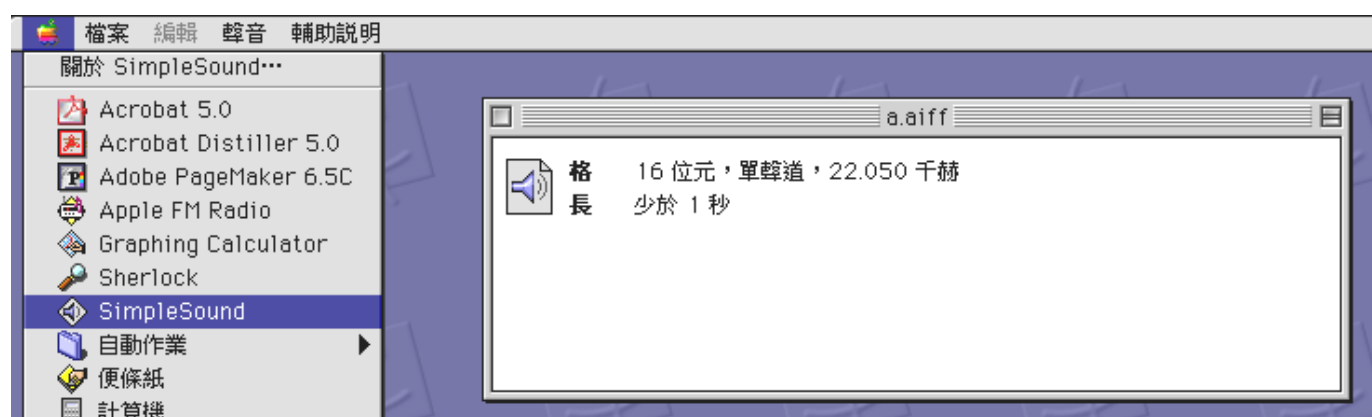 檔案 編輯 聲音 輔助説明
關於 SimpleSound…
Acrobat 5.0
Acrobat Distiller 5.0
Adobe PageMaker 6.5C
Apple FM Radio
Graphing Calculator
Sherlock
SimpleSound
自動作業
便條紙
計算機
a.aiff
格 16 位元，單聲道，22.050 千赫
長 少於 1 秒